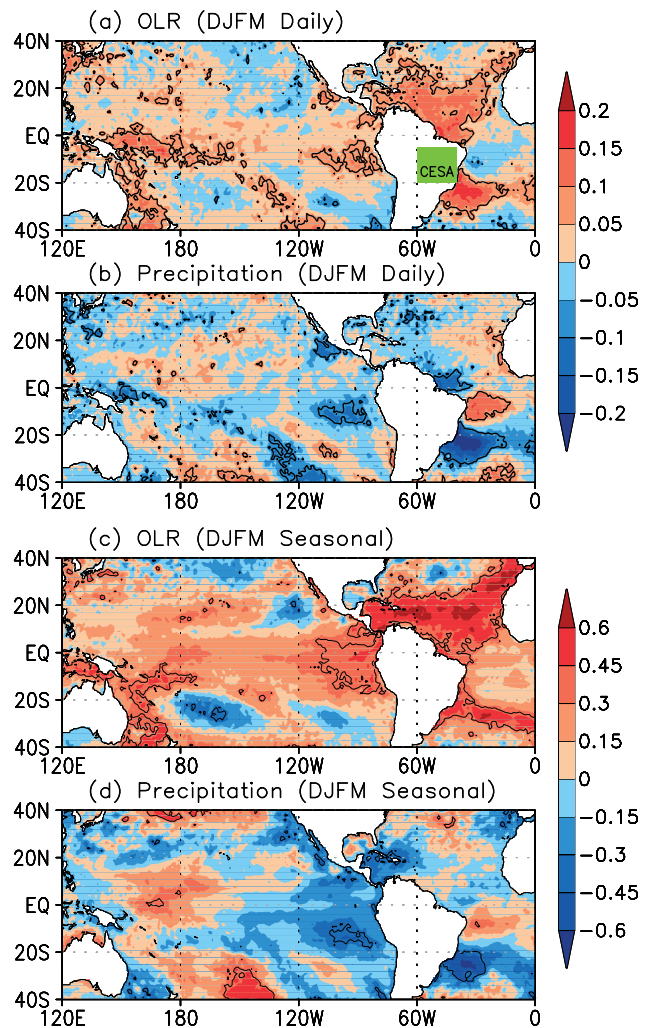 (a) OLR (DJFM Daily)
40N
20N
EQ
20S
40S
CESA
120E 180 120W 60W 0
0.2
0.15
0.1
0.05
0
−0.05
−0.1
−0.15
−0.2
(b) Precipitation (DJFM Daily)
40N
20N
EQ
20S
40S
120E 180 120W 60W 0
(c) OLR (DJFM Seasonal)
40N
20N
EQ
20S
40S
120E 180 120W 60W 0
0.6
0.45
0.3
0.15
0
−0.15
−0.3
−0.45
−0.6
(d) Precipitation (DJFM Seasonal)
40N
20N
EQ
20S
40S
120E 180 120W 60W 0